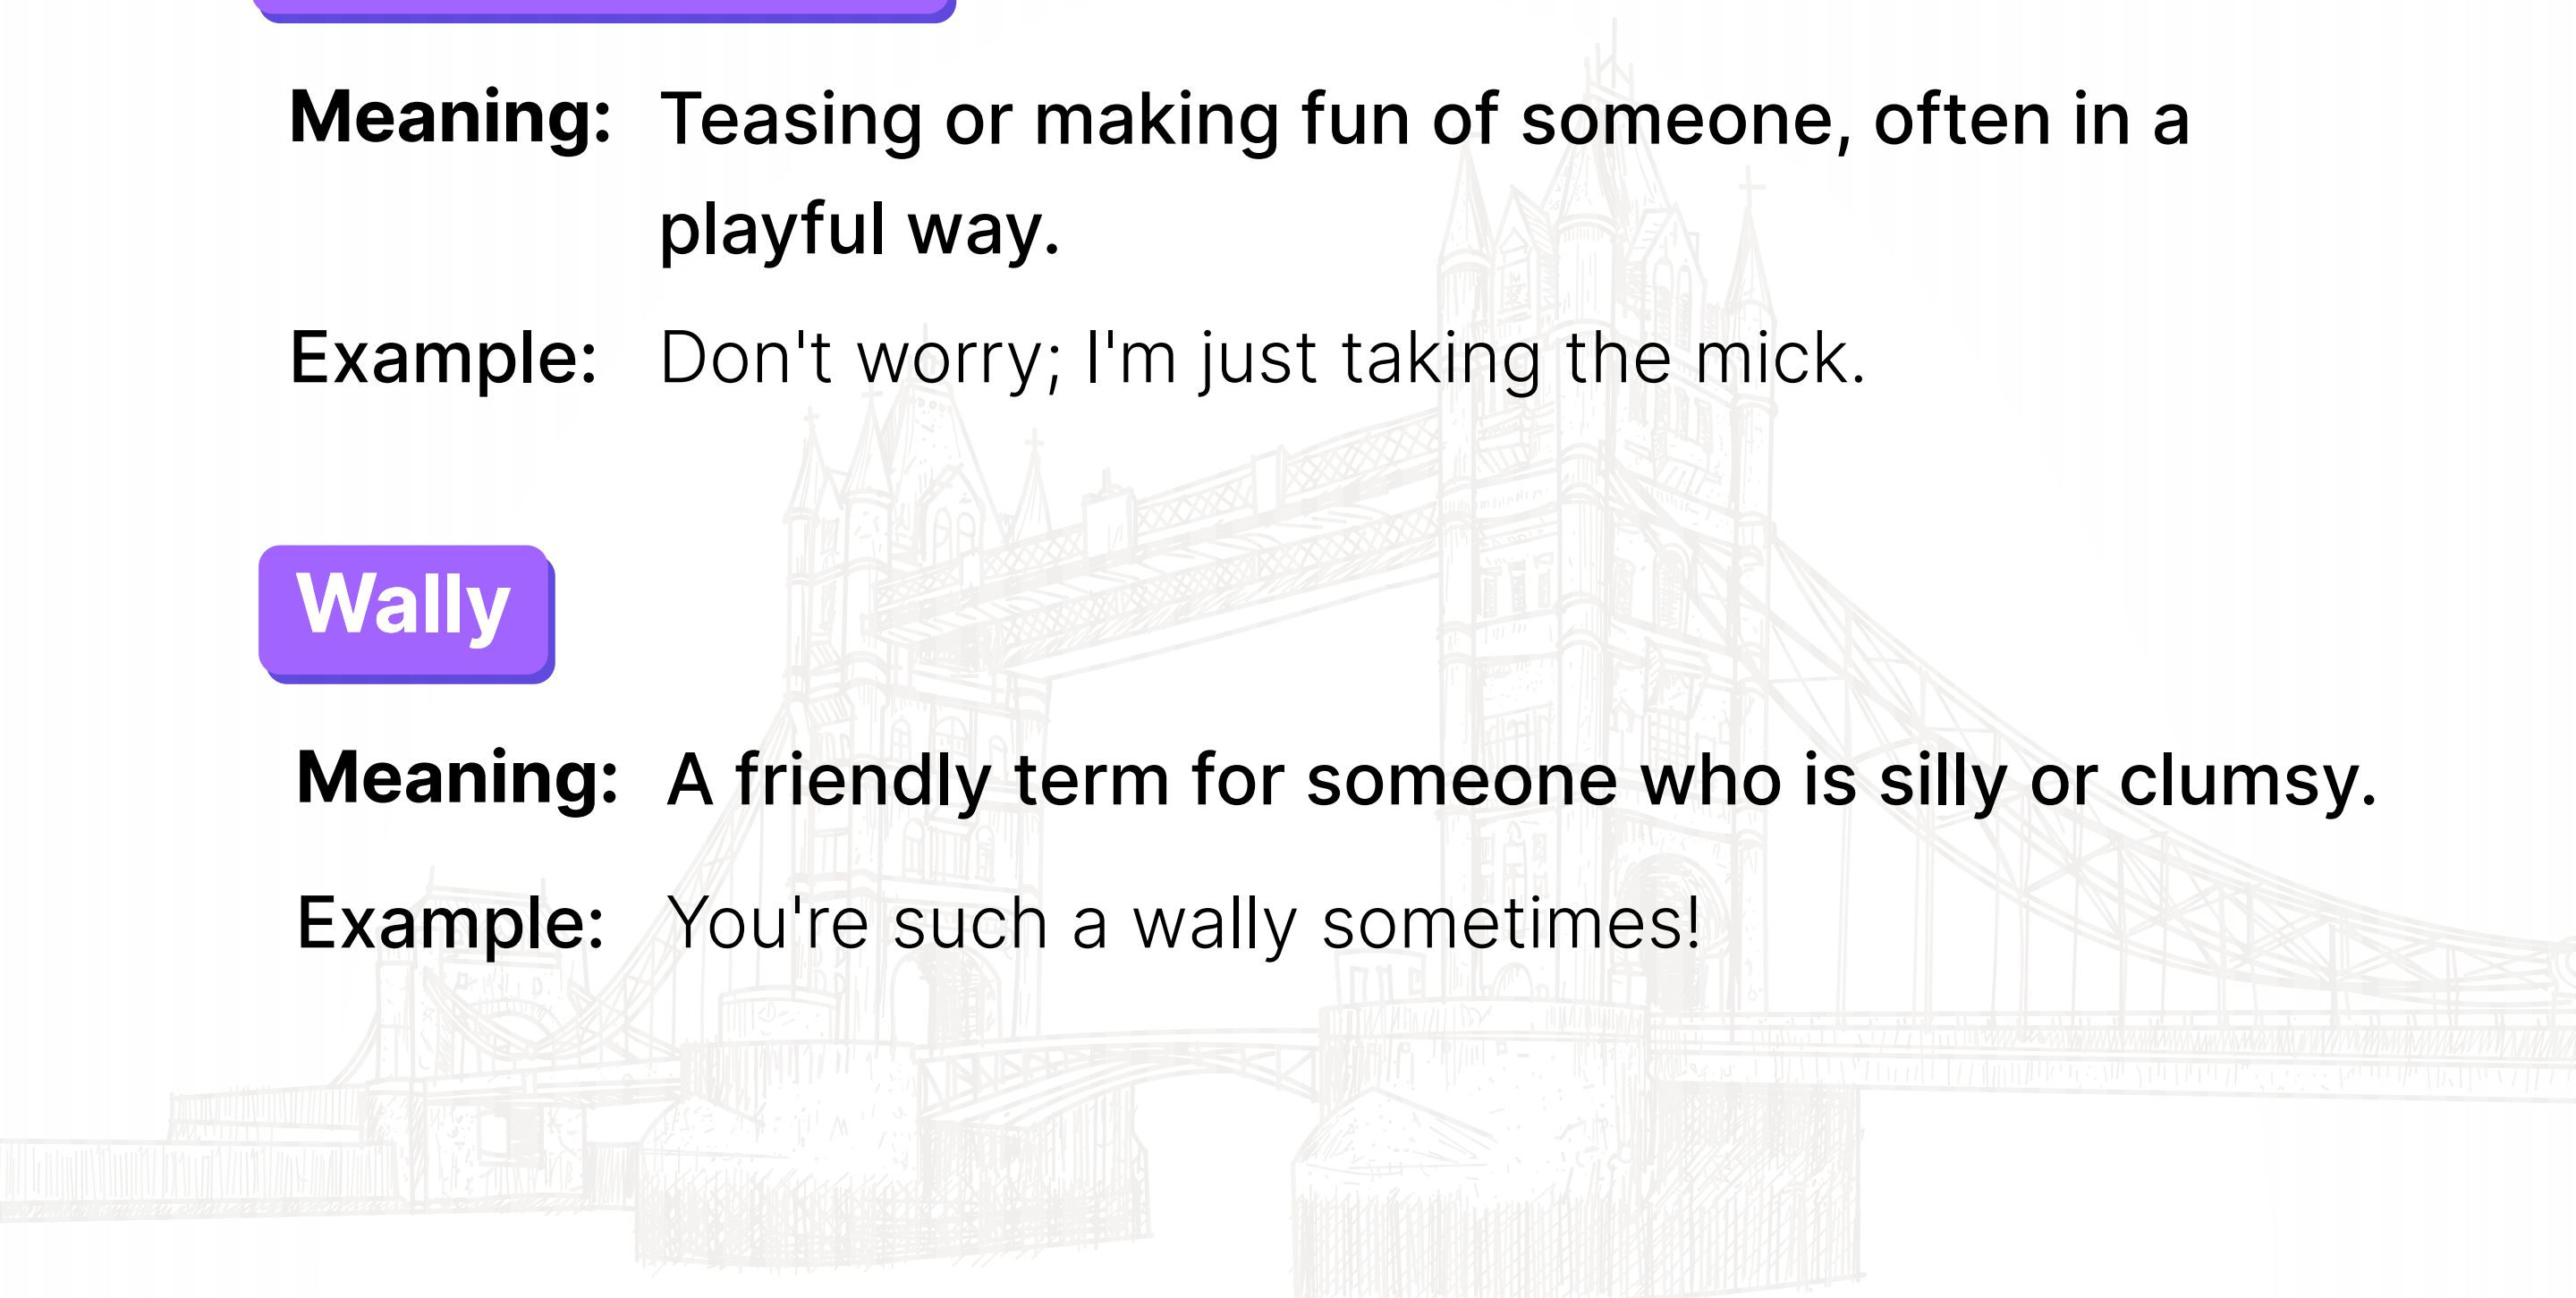 Meaning: Teasing or making fun of someone, often in a
playful way.
Example: Don't worry; I'm just taking the mick.
Wally
Meaning: A friendly term for someone who is silly or clumsy.
Example: You're such a wally sometimes!